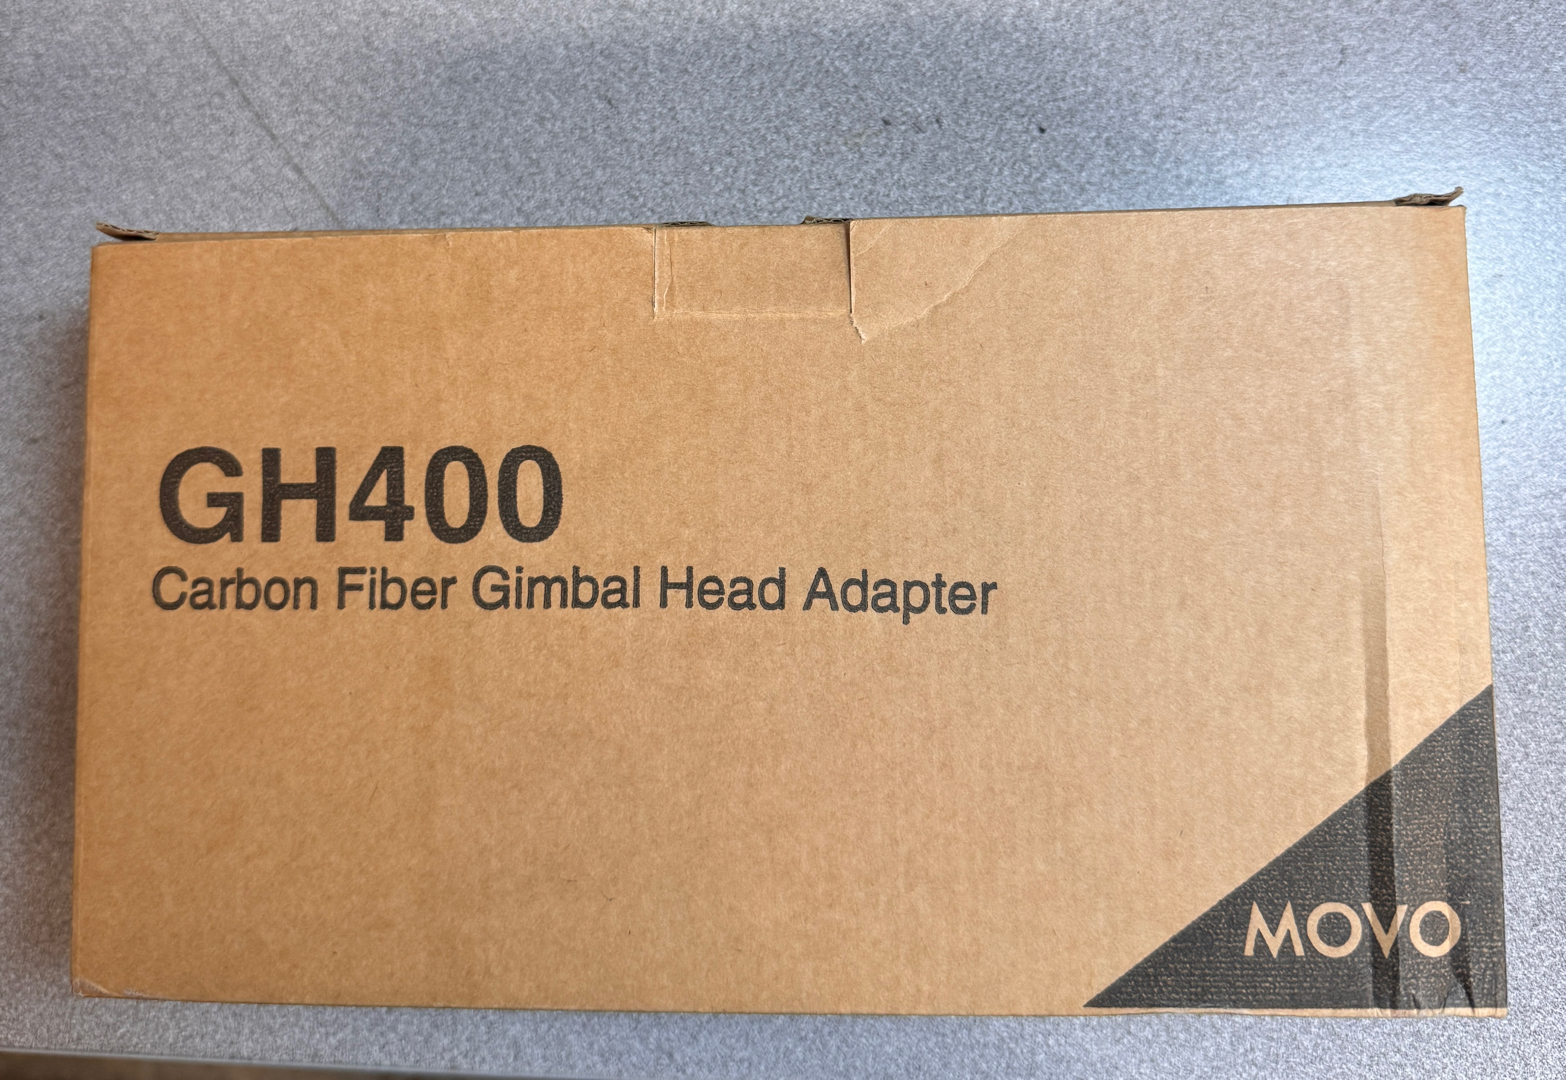 GH400
Carbon Fiber Gimbal Head Adapter
MOVO